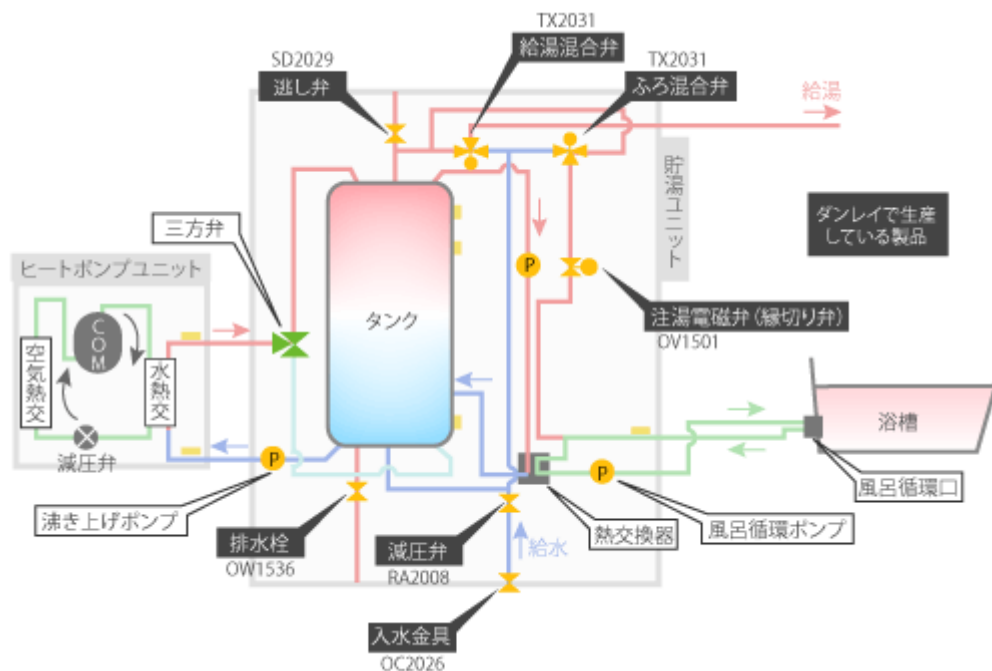 TX2031
給湯混合弁
SD2029
逃し弁
TX2031
ふろ混合弁
給湯
貯湯ユニット
ダンレイで生産
している製品
三方弁
ヒートポンプユニット
COM
空気熱交
水熱交
減圧弁
タンク
P
注湯電磁弁(縁切り弁)
OV1501
浴槽
P
沸き上げポンプ
排水栓
OW1536
減圧弁
RA2008
給水
熱交換器
P
風呂循環ポンプ
風呂循環口
入水金具
OC2026